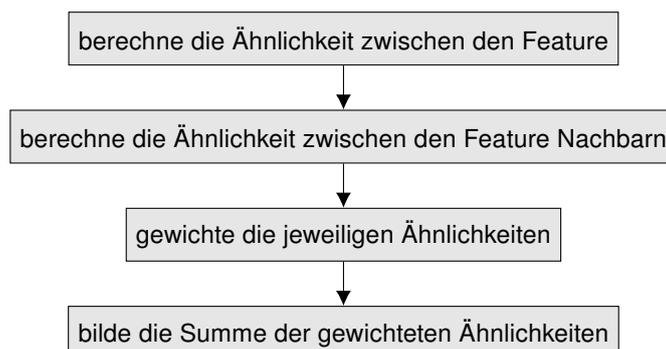 berechne die Ähnlichkeit zwischen den Feature
berechne die Ähnlichkeit zwischen den Feature Nachbarn
gewichte die jeweiligen Ähnlichkeiten
bilde die Summe der gewichteten Ähnlichkeiten